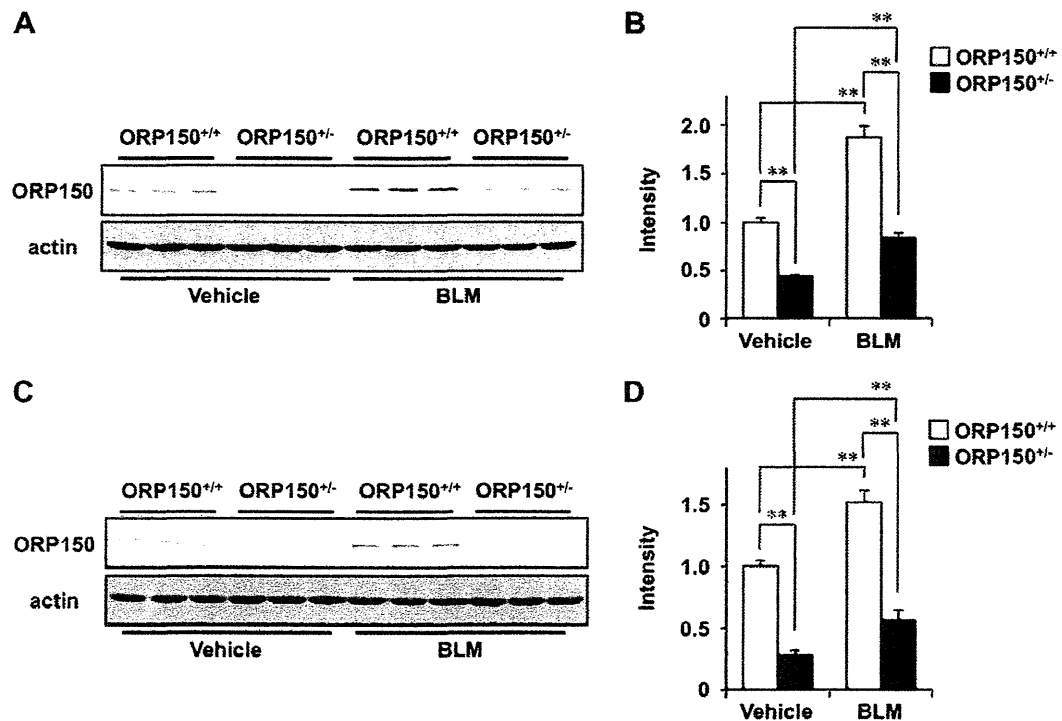 A
ORP150+/+ ORP150+/- ORP150+/+ ORP150+/-
ORP150
actin
Vehicle BLM
B
**
** **
**
ORP150+/+
ORP150+/-
Intensity
2.0
1.5
1.0
0.5
0
Vehicle BLM
C
ORP150+/+ ORP150+/- ORP150+/+ ORP150+/-
ORP150
actin
Vehicle BLM
D
**
**
**
**
ORP150+/+
ORP150+/-
Intensity
1.5
1.0
0.5
0
Vehicle BLM